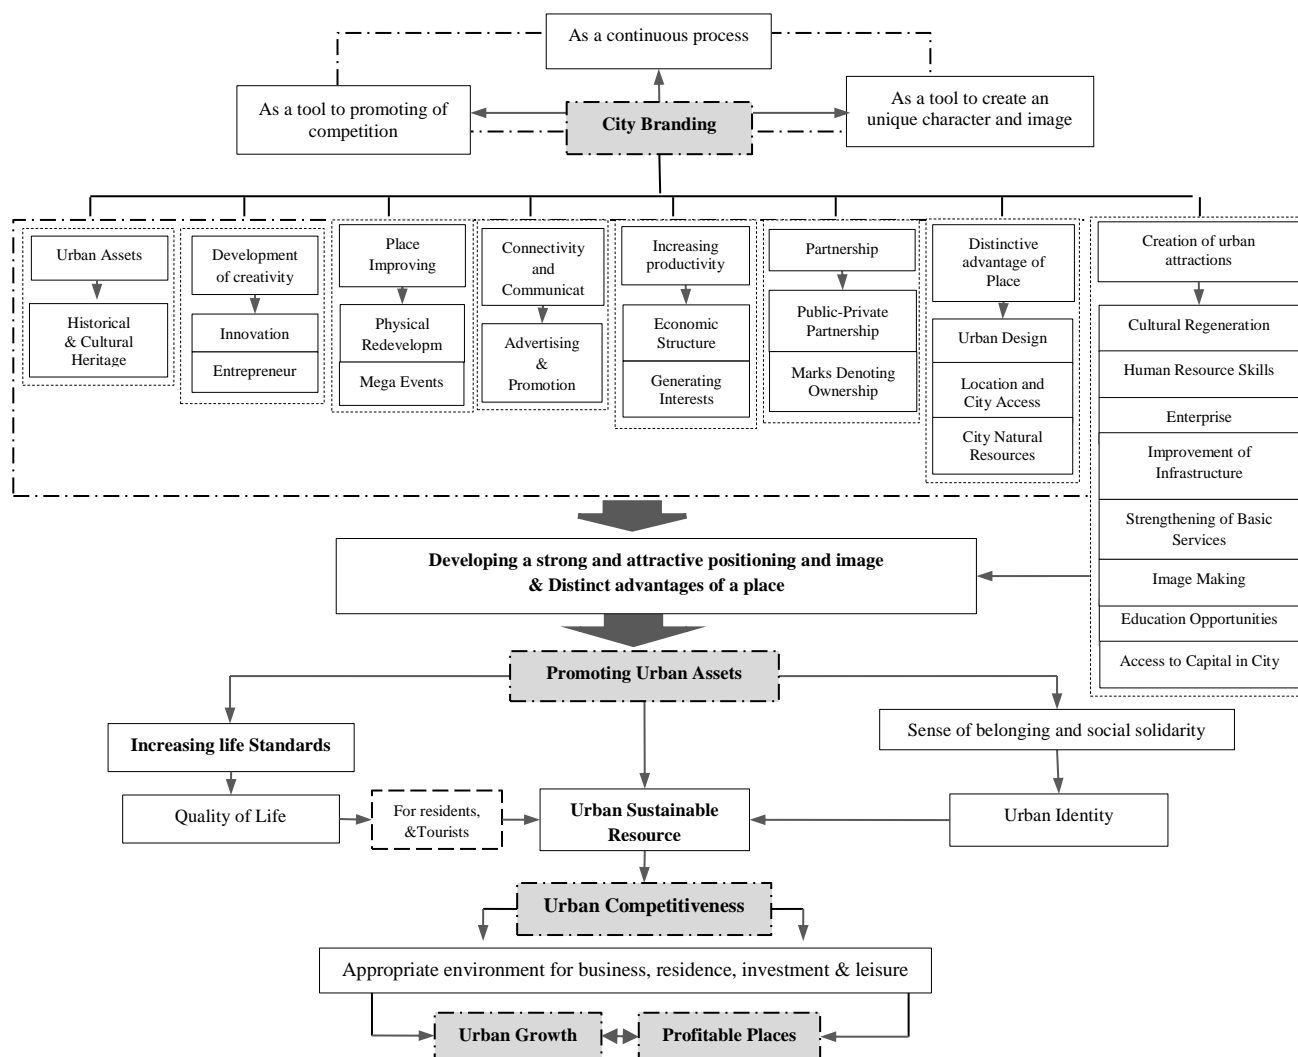 As a continuous process
As a tool to promoting of
competition
City Branding
As a tool to create an
unique character and image
Urban Assets
Historical
& Cultural
Heritage
Development
of creativity
Innovation
Entrepreneur
Place
Improving
Physical
Redevelopm
Mega Events
Connectivity
and
Communicat
Advertising
&
Promotion
Increasing
productivity
Economic
Structure
Generating
Interests
Partnership
Public-Private
Partnership
Marks Denoting
Ownership
Distinctive
advantage of
Place
Urban Design
Location and
City Access
City Natural
Resources
Creation of urban
attractions
Cultural Regeneration
Human Resource Skills
Enterprise
Improvement of
Infrastructure
Strengthening of Basic
Services
Image Making
Education Opportunities
Access to Capital in City
Developing a strong and attractive positioning and image
& Distinct advantages of a place
Promoting Urban Assets
Increasing life Standards
Sense of belonging and social solidarity
Quality of Life
For residents,
&Tourists
Urban Sustainable
Resource
Urban Identity
Urban Competitiveness
Appropriate environment for business, residence, investment & leisure
Urban Growth
Profitable Places